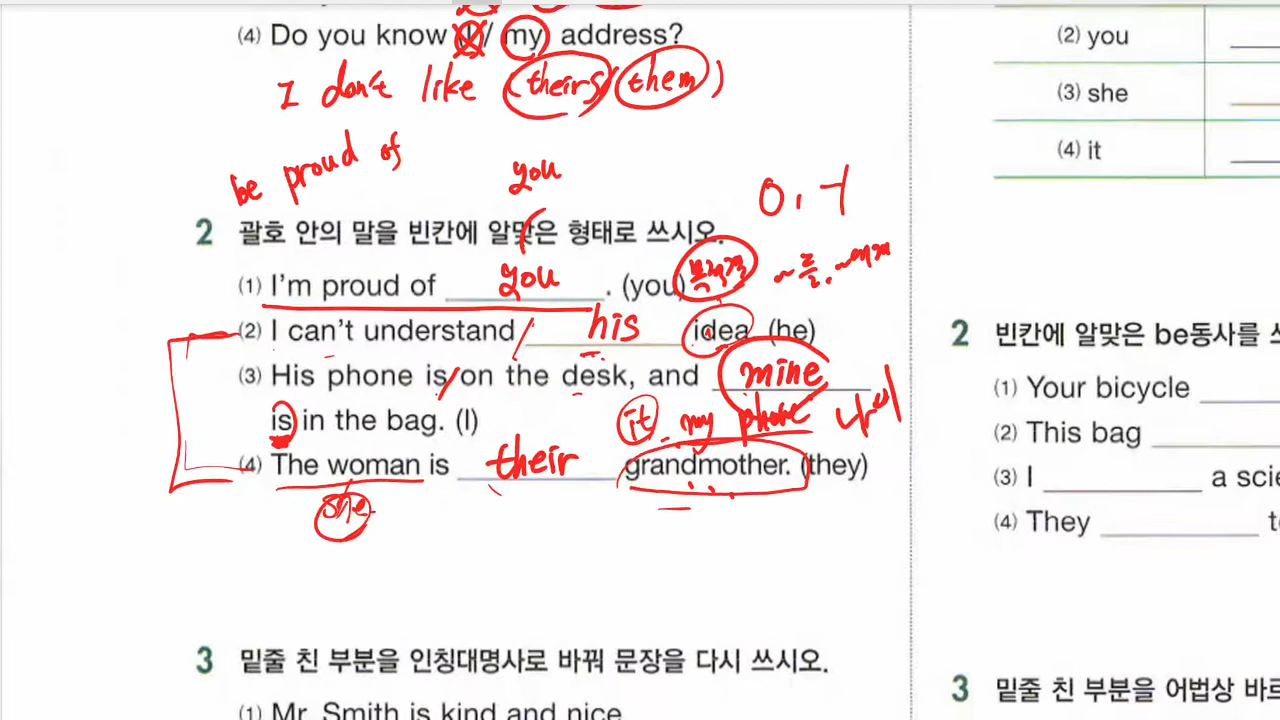 (4) Do you know (I / my) address?
I don't like (theirs / them)
be proud of
you
2 괄호 안의 말을 빈칸에 알맞은 형태로 쓰시오.
(1) I'm proud of you . (you) 목적격 ~를, ~에게
(2) I can't understand his idea (he)
(3) His phone is on the desk, and mine
is in the bag. (I)
it my phone
(4) The woman is their grandmother. (they)
she
3 밑줄 친 부분을 인칭대명사로 바꿔 문장을 다시 쓰시오.
(1) Mr. Smith is kind and nice
(2) you
(3) she
(4) it
2 빈칸에 알맞은 be동사를 쓰
(1) Your bicycle
(2) This bag
(3) I a scie
(4) They
3 밑줄 친 부분을 어법상 바르